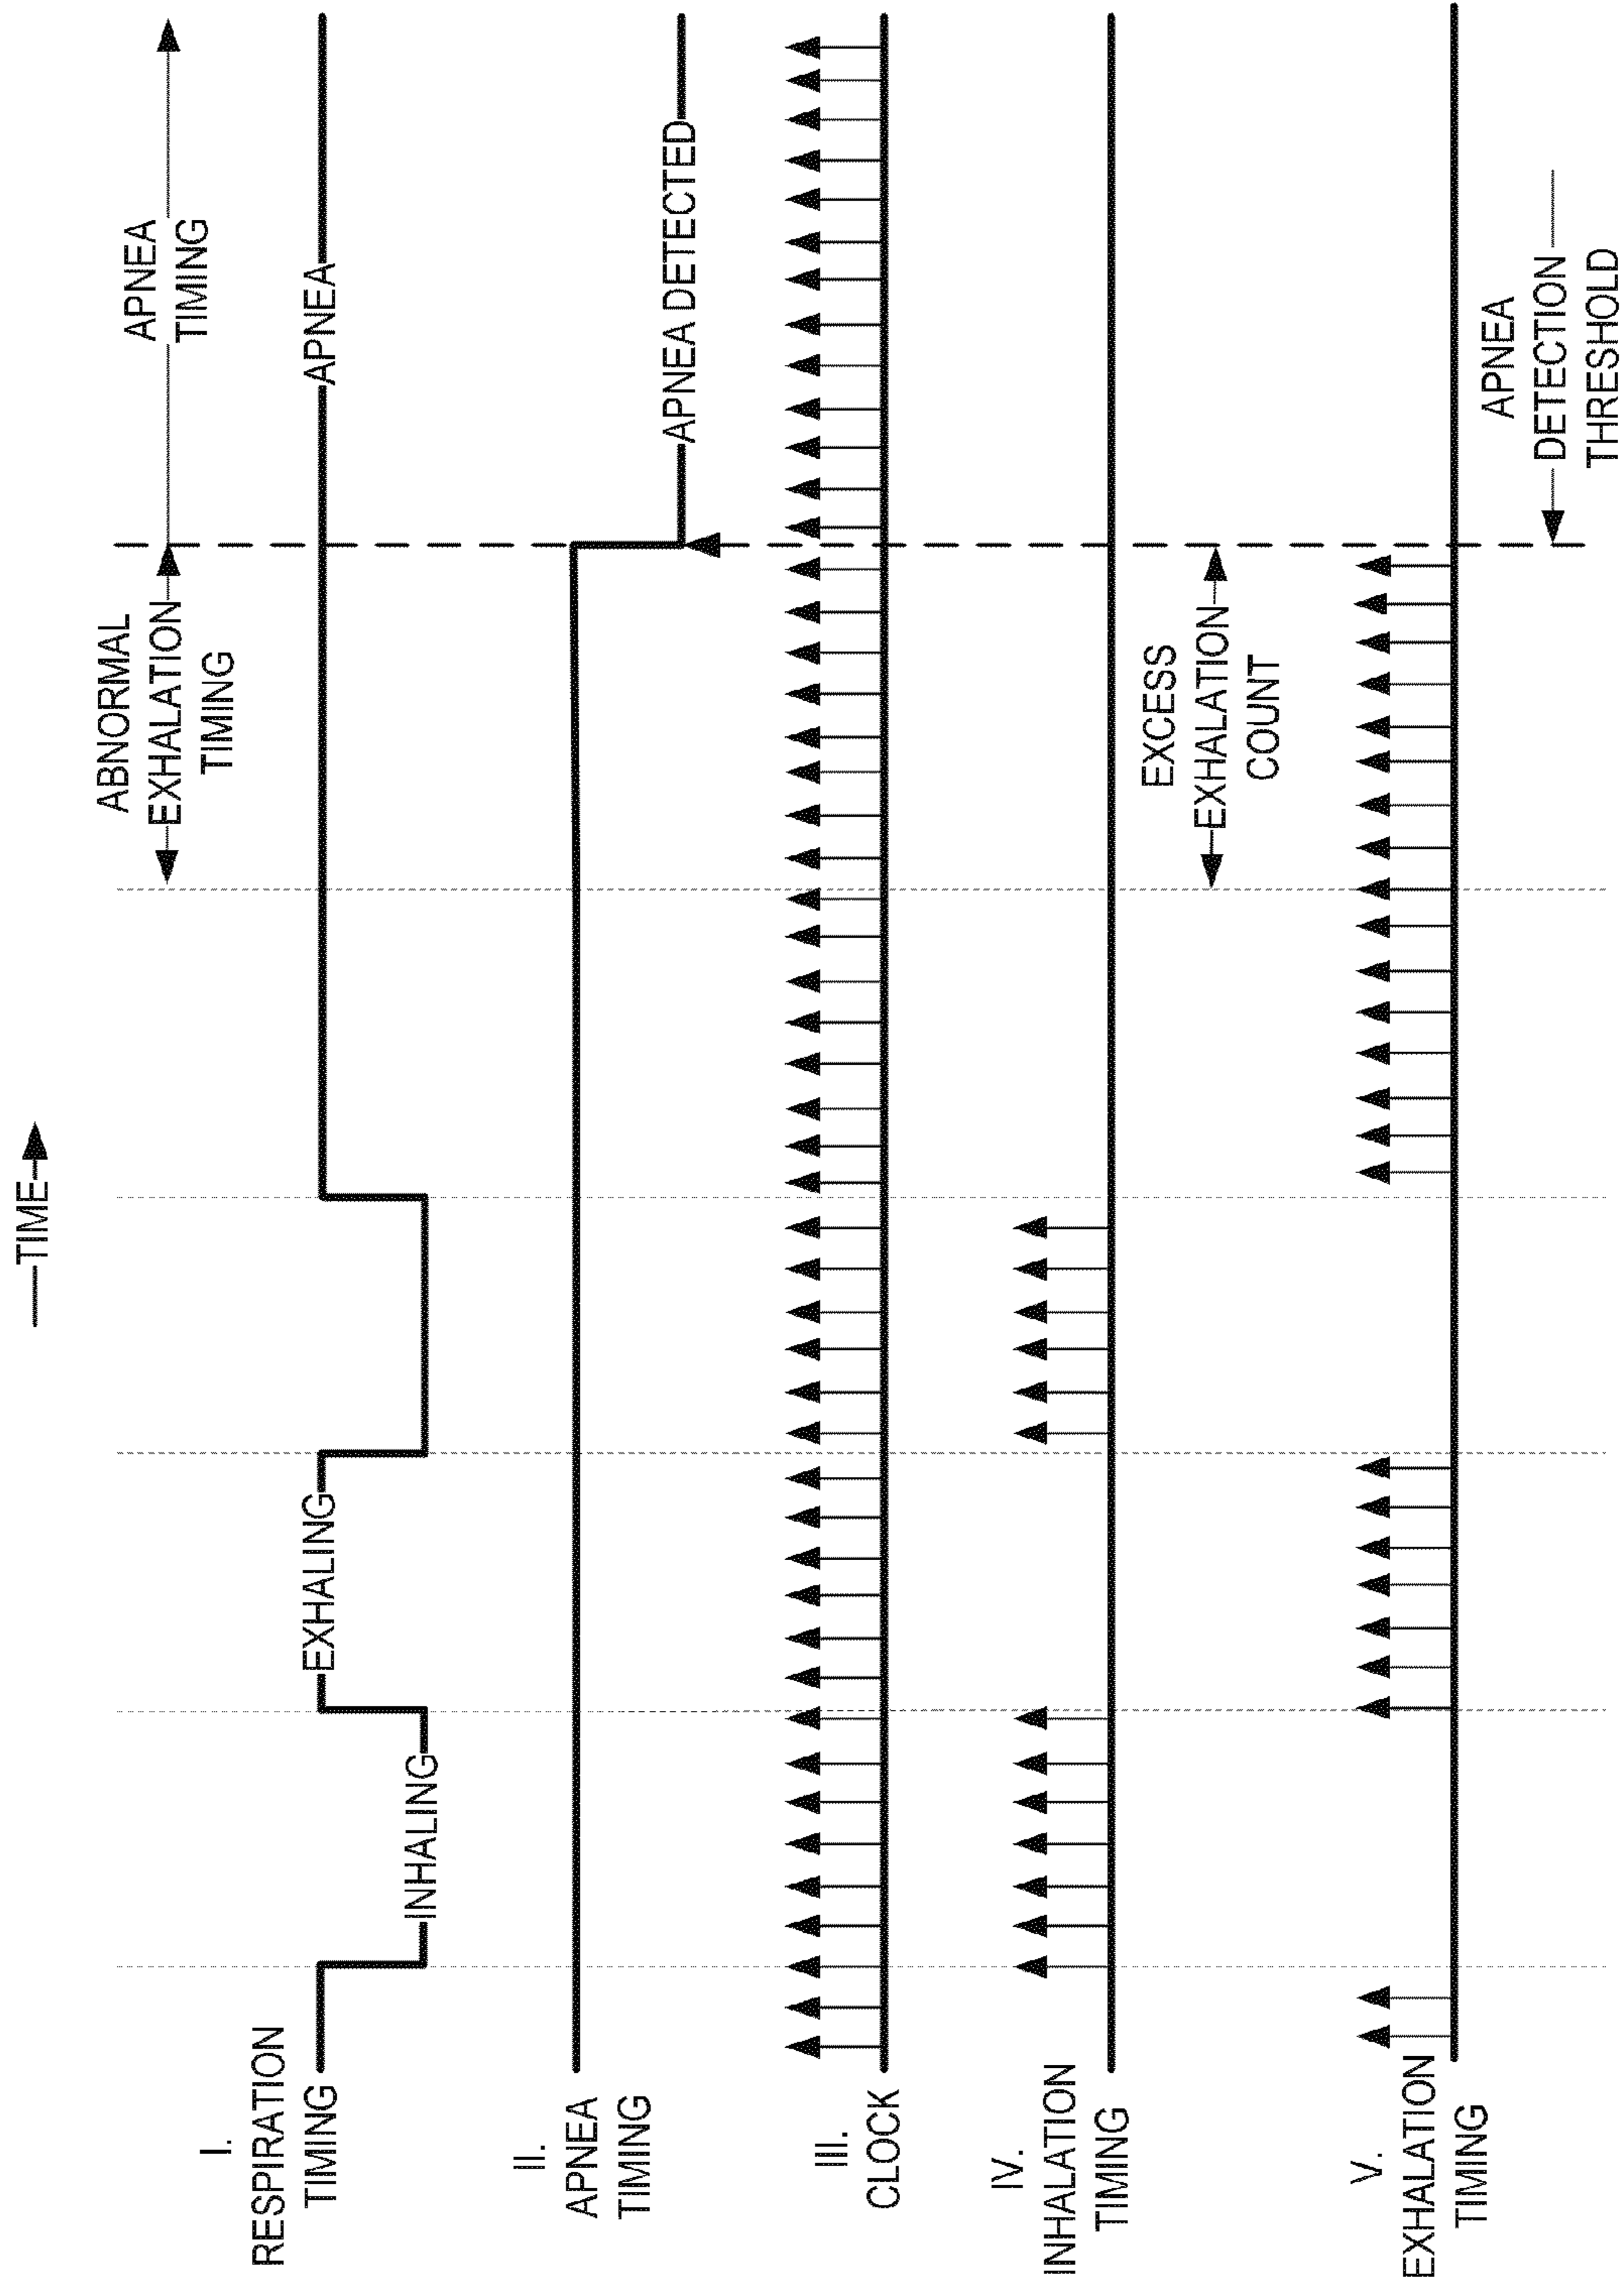 TIME
ABNORMAL
EXHALATION
TIMING
APNEA
TIMING
I.
RESPIRATION
TIMING
INHALING
EXHALING
APNEA
II.
APNEA
TIMING
APNEA DETECTED
III.
CLOCK
IV.
INHALATION
TIMING
EXCESS
EXHALATION
COUNT
V.
EXHALATION
TIMING
APNEA
DETECTION
THRESHOLD